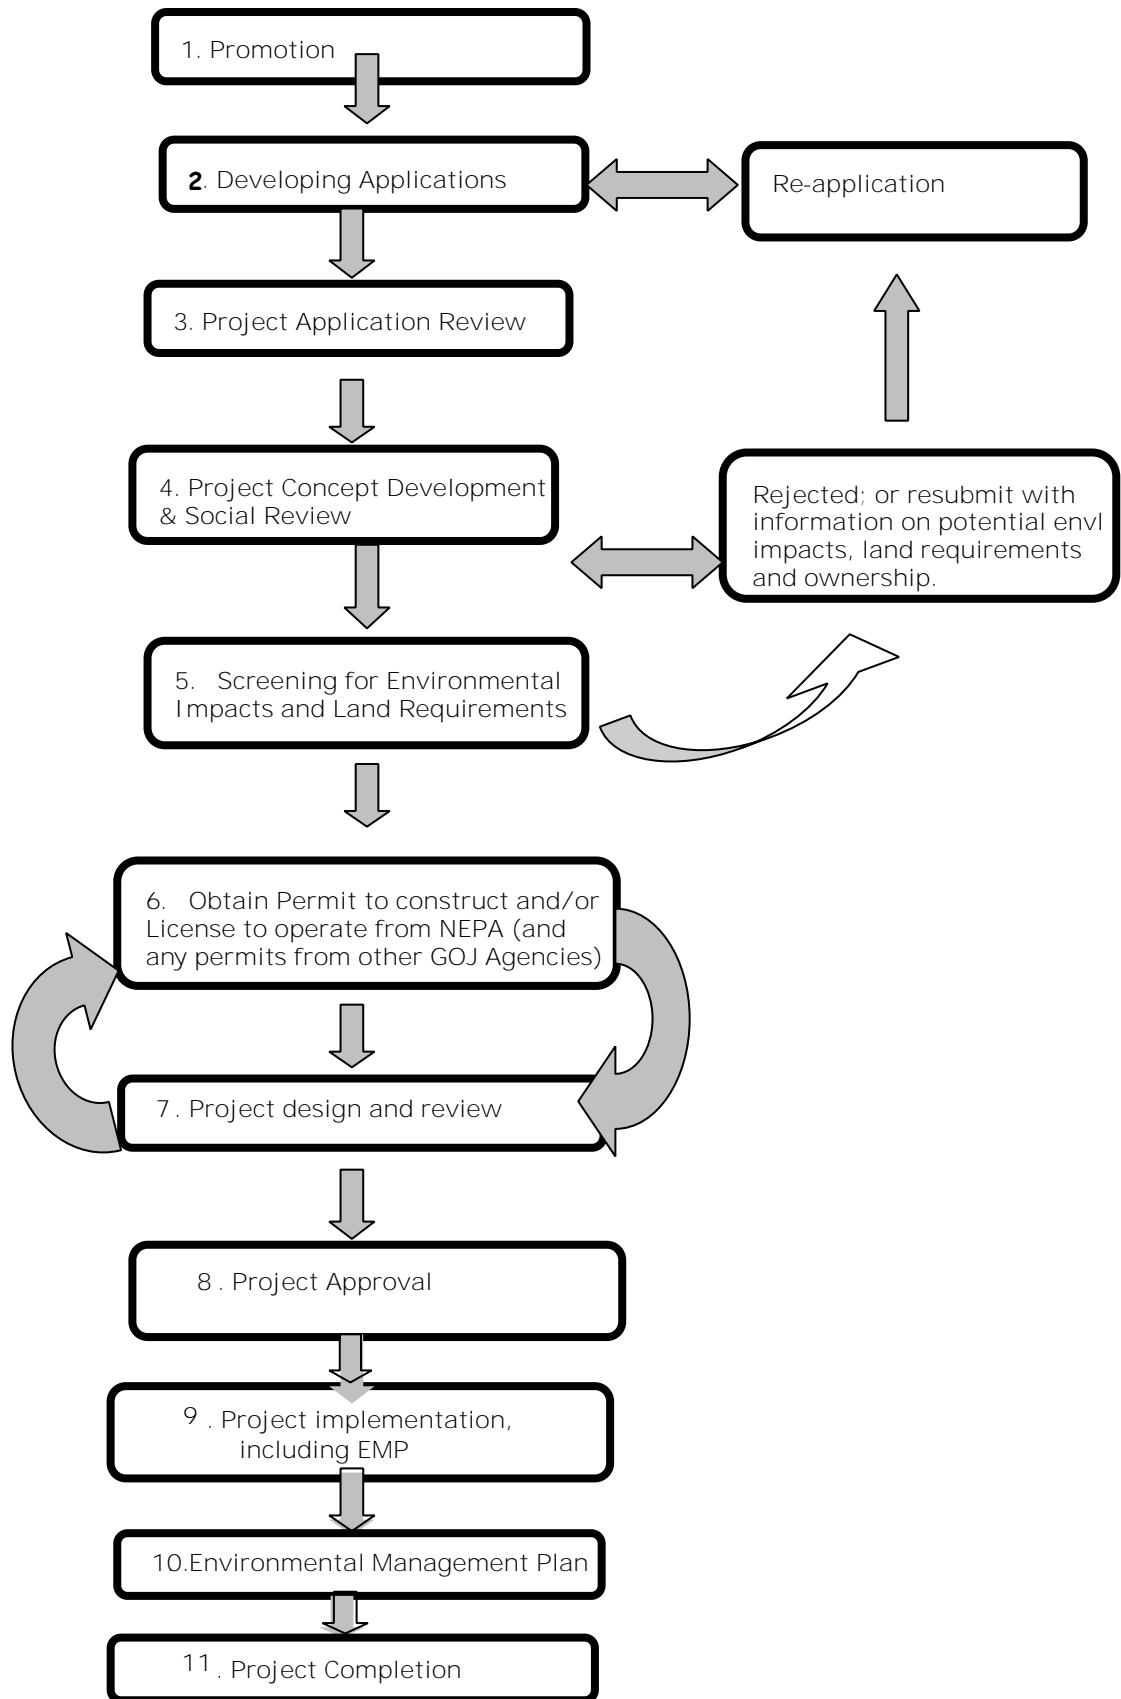 1. Promotion
2. Developing Applications
Re-application
3. Project Application Review
4. Project Concept Development
& Social Review
Rejected; or resubmit with
information on potential envl
impacts, land requirements
and ownership.
5. Screening for Environmental
Impacts and Land Requirements
6. Obtain Permit to construct and/or
License to operate from NEPA (and
any permits from other GOJ Agencies)
7. Project design and review
8. Project Approval
9. Project implementation,
including EMP
10.Environmental Management Plan
11. Project Completion